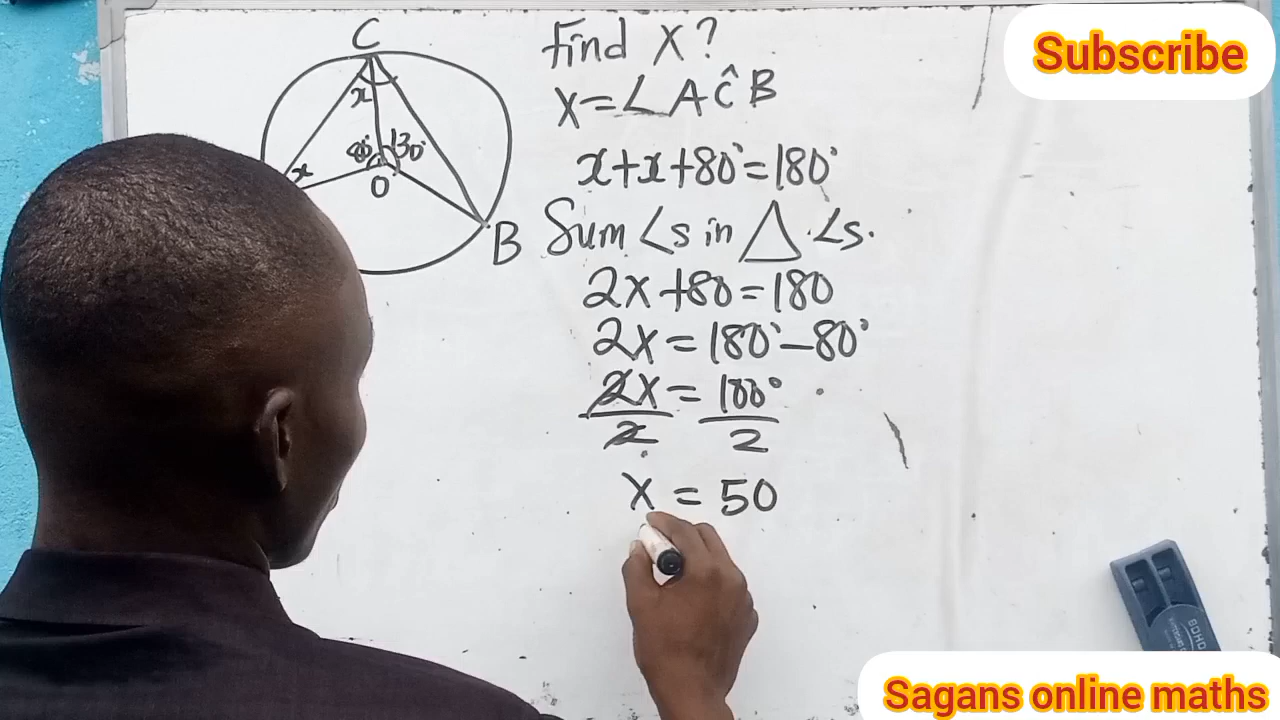 C
x
80°
130°
x
O
B
Find X?
X=∠AĈB
x+x+80°=180°
Sum ∠s in △.∠s.
2X+80=180
2X=180°-80°
2X = 100°
2 2
X = 50
Subscribe
BOHO
Sagans online maths